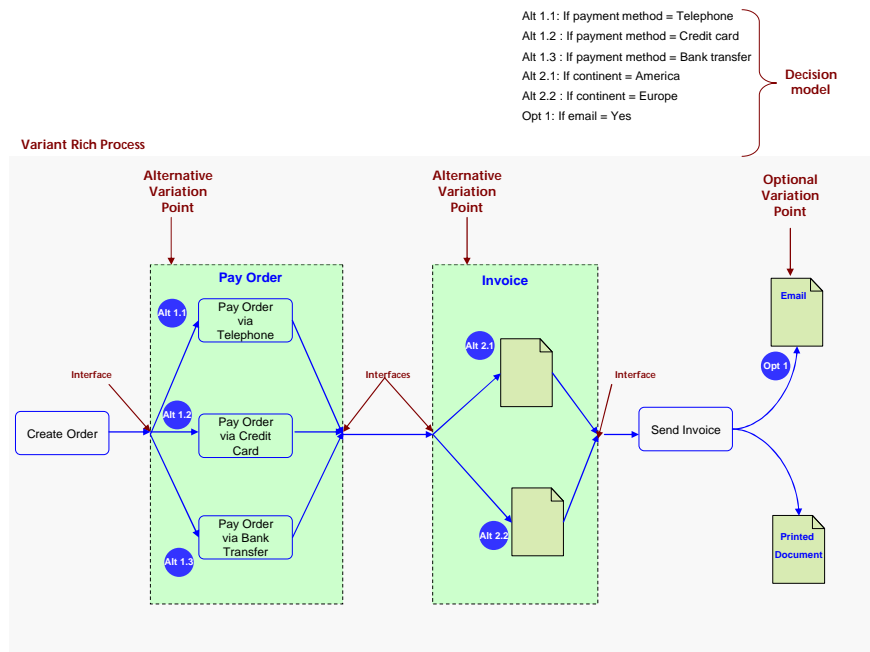 Alt 1.1: If payment method = Telephone
Alt 1.2 : If payment method = Credit card
Alt 1.3 : If payment method = Bank transfer
Alt 2.1: If continent = America
Alt 2.2 : If continent = Europe
Opt 1: If email = Yes
Decision
model
Variant Rich Process
Alternative
Variation
Point
Alternative
Variation
Point
Optional
Variation
Point
Pay Order
Invoice
Email
Alt 1.1
Pay Order
via
Telephone
Alt 2.1
Opt 1
Interface
Interfaces
Interface
Create Order
Alt 1.2
Pay Order
via Credit
Card
Send Invoice
Pay Order
via Bank
Transfer
Alt 1.3
Alt 2.2
Printed
Document